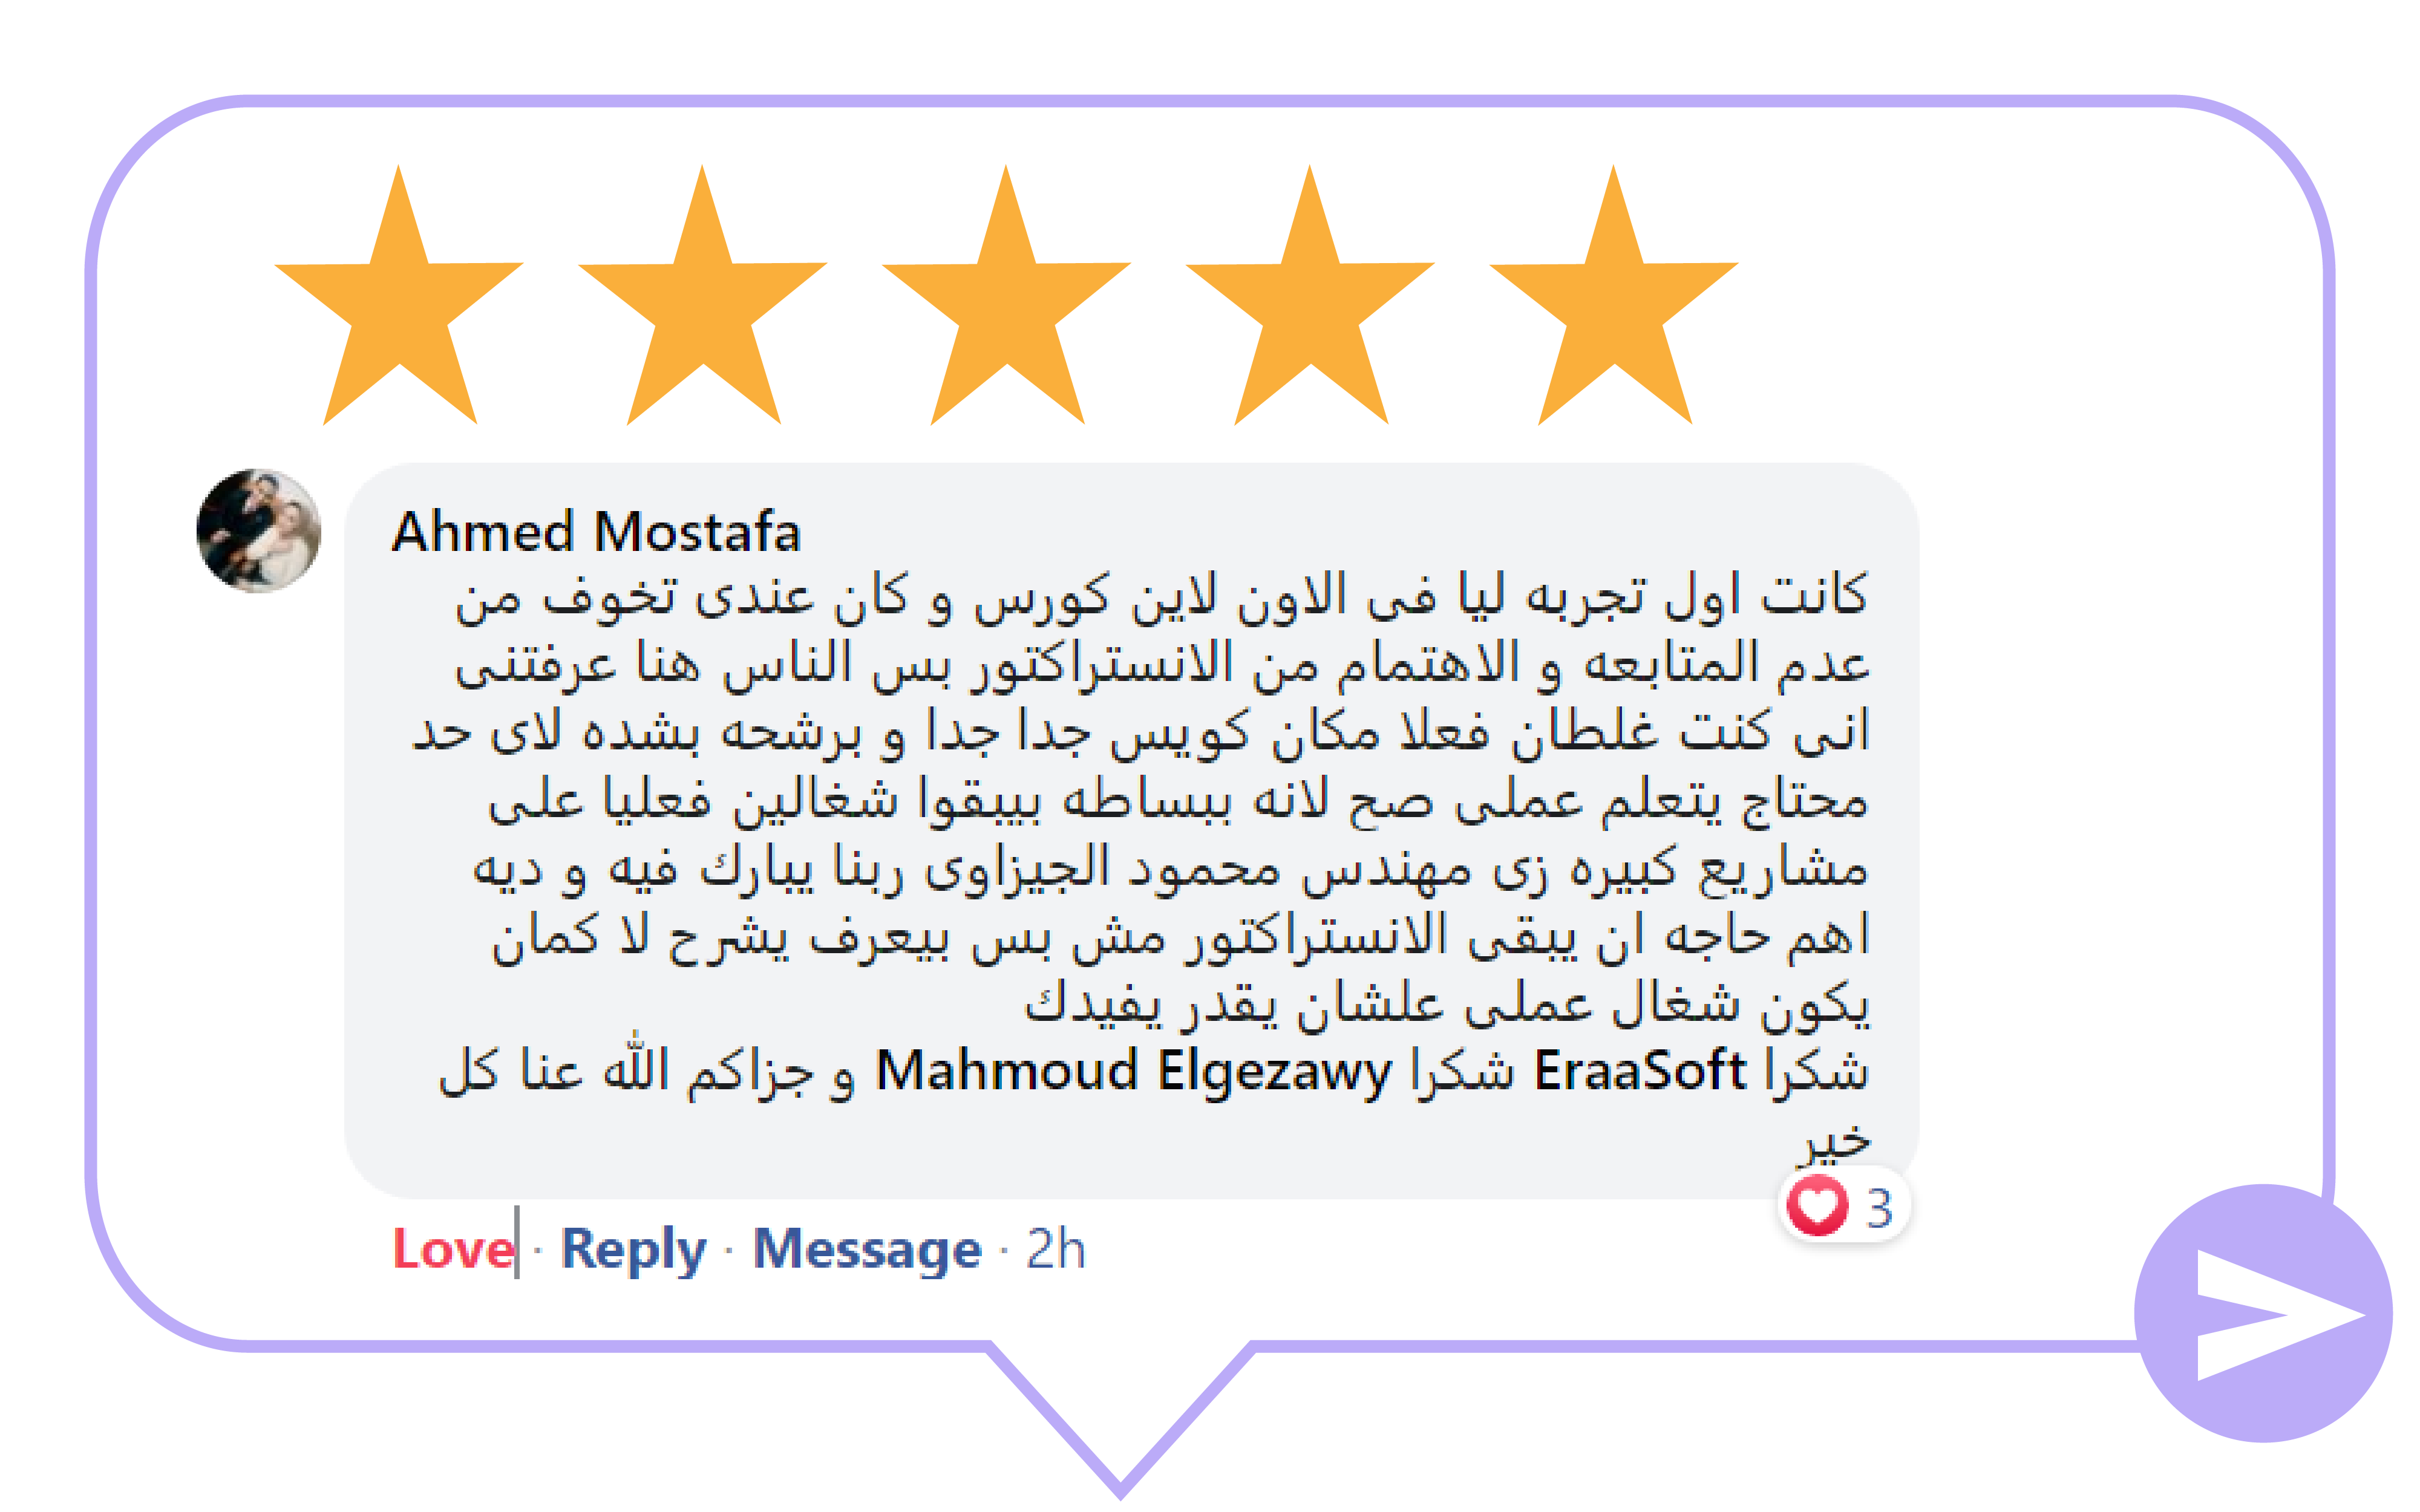 Ahmed Mostafa
كانت اول تجربه ليا فى الاون لاين كورس و كان عندى تخوف من
عدم المتابعه و الاهتمام من الانستراكتور بس الناس هنا عرفتنى
انى كنت غلطان فعلا مكان كويس جدا جدا و برشحه بشده لاى حد
محتاج يتعلم عملى صح لانه ببساطه بيبقوا شغالين فعليا على
مشاريع كبيره زى مهندس محمود الجيزاوى ربنا يبارك فيه و ديه
اهم حاجه ان يبقى الانستراكتور مش بس بيعرف يشرح لا كمان
يكون شغال عملى علشان يقدر يفيدك
شكرا EraaSoft شكرا Mahmoud Elgezawy و جزاكم الله عنا كل
خير
3
Love · Reply · Message · 2h